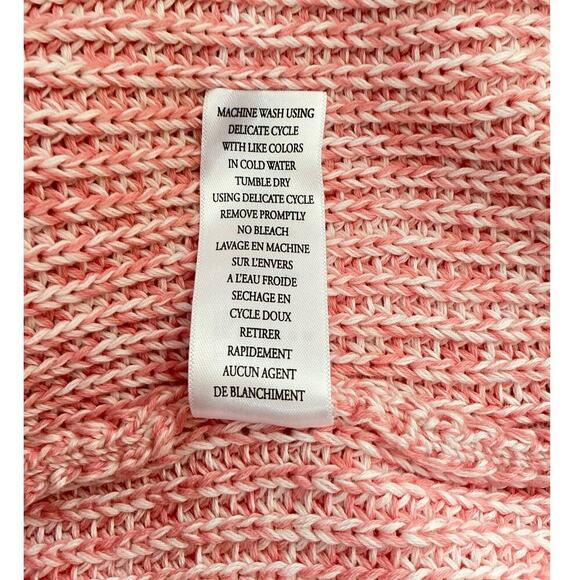 MACHINE WASH USING
DELICATE CYCLE
WITH LIKE COLORS
IN COLD WATER
TUMBLE DRY
USING DELICATE CYCLE
REMOVE PROMPTLY
NO BLEACH
LAVAGE EN MACHINE
SUR L'ENVERS
A L'EAU FROIDE
SECHAGE EN
CYCLE DOUX
RETIRER
RAPIDEMENT
AUCUN AGENT
DE BLANCHIMENT